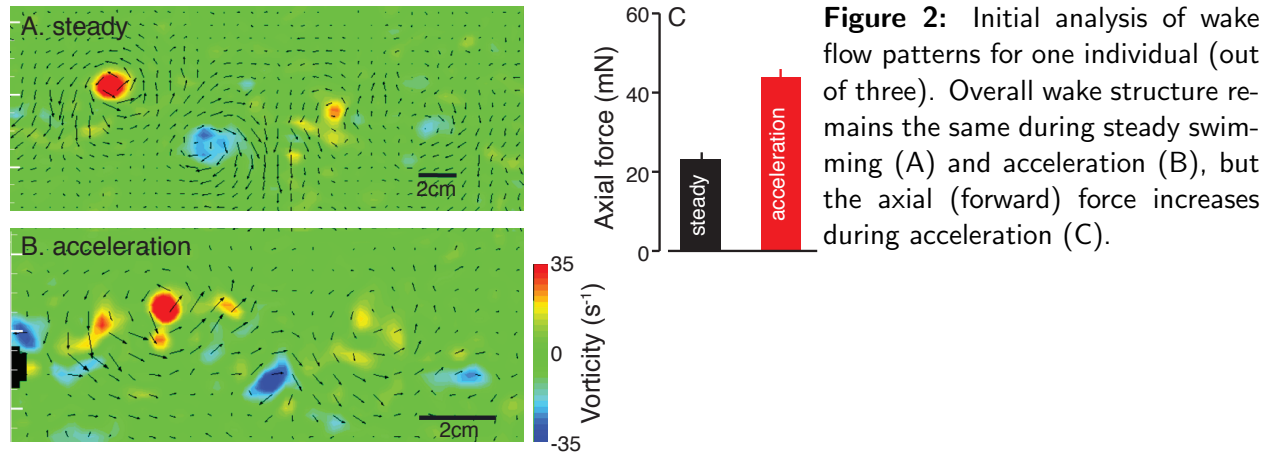 A. steady
2cm
B. acceleration
2cm
35
0
-35
Vorticity (s⁻¹)
C
60
40
20
0
Axial force (mN)
steady
acceleration
Figure 2: Initial analysis of wake
flow patterns for one individual (out
of three). Overall wake structure re-
mains the same during steady swim-
ming (A) and acceleration (B), but
the axial (forward) force increases
during acceleration (C).